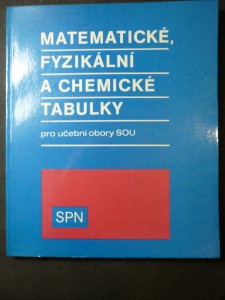 MATEMATICKÉ,
FYZIKÁLNÍ
A CHEMICKÉ
TABULKY
pro učební obory SOU
SPN